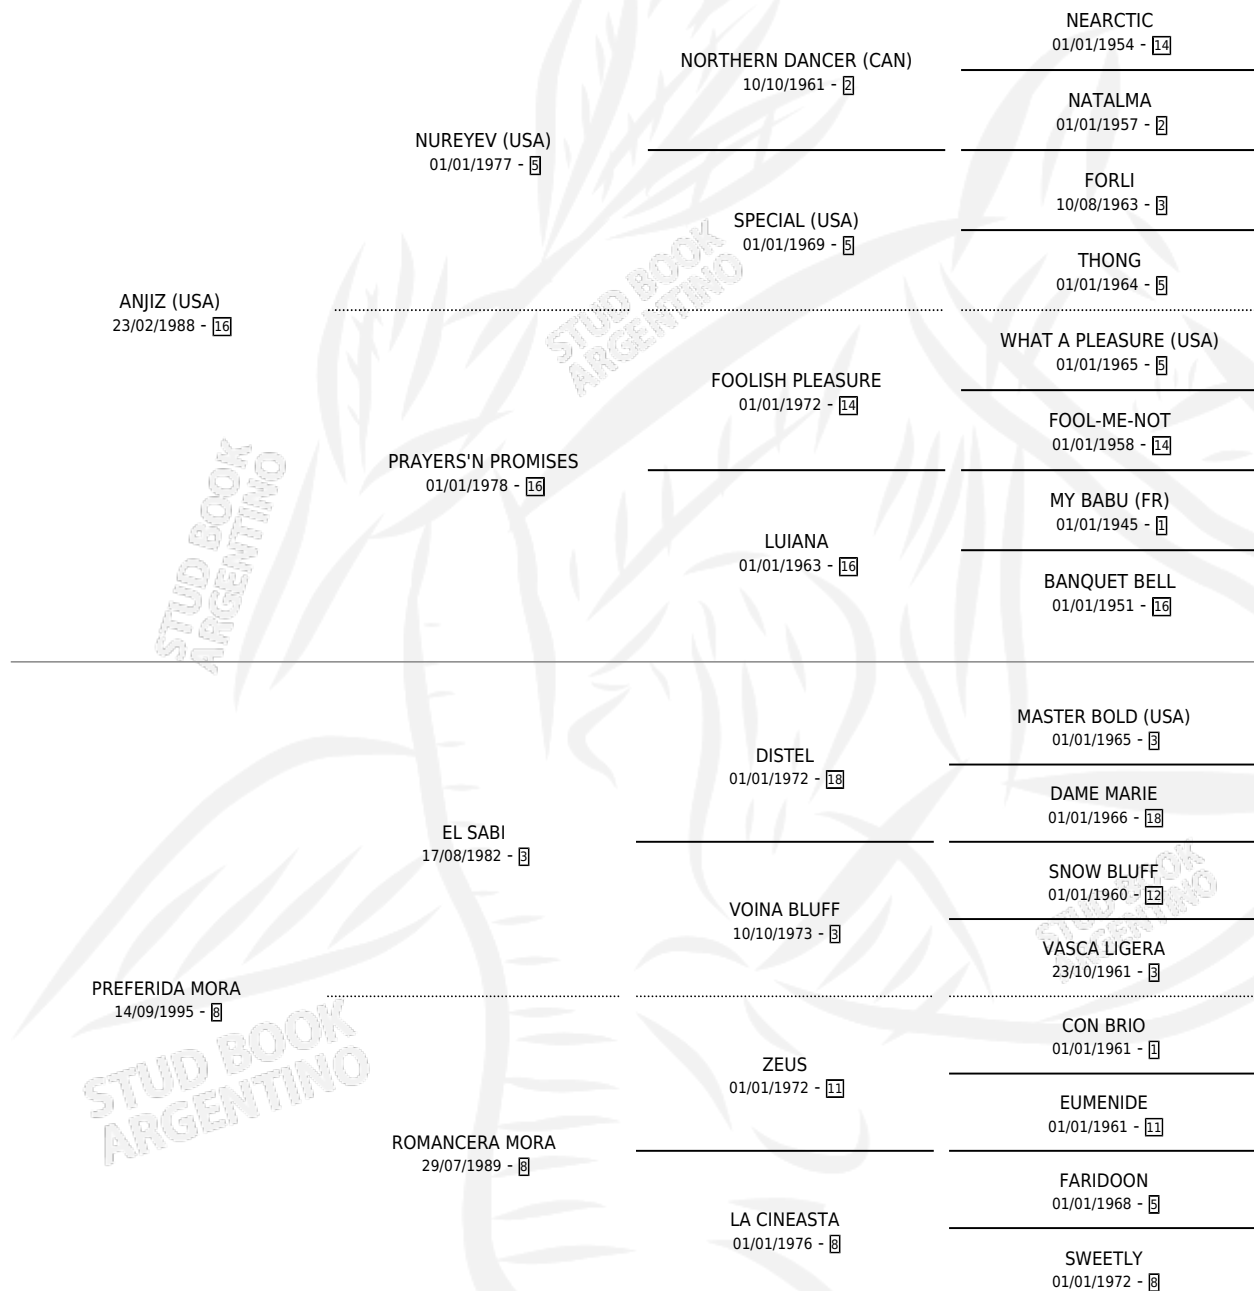 ANJIZ (USA)
23/02/1988 - 16
NUREYEV (USA)
01/01/1977 - 5
NORTHERN DANCER (CAN)
10/10/1961 - 2
NEARCTIC
01/01/1954 - 14
NATALMA
01/01/1957 - 2
SPECIAL (USA)
01/01/1969 - 5
FORLI
10/08/1963 - 3
THONG
01/01/1964 - 5
PRAYERS'N PROMISES
01/01/1978 - 16
FOOLISH PLEASURE
01/01/1972 - 14
WHAT A PLEASURE (USA)
01/01/1965 - 5
FOOL-ME-NOT
01/01/1958 - 14
LUIANA
01/01/1963 - 16
MY BABU (FR)
01/01/1945 - 1
BANQUET BELL
01/01/1951 - 16
PREFERIDA MORA
14/09/1995 - 8
EL SABI
17/08/1982 - 3
DISTEL
01/01/1972 - 18
MASTER BOLD (USA)
01/01/1965 - 3
DAME MARIE
01/01/1966 - 18
VOINA BLUFF
10/10/1973 - 3
SNOW BLUFF
01/01/1960 - 12
VASCA LIGERA
23/10/1961 - 3
ROMANCERA MORA
29/07/1989 - 8
ZEUS
01/01/1972 - 11
CON BRIO
01/01/1961 - 1
EUMENIDE
01/01/1961 - 11
LA CINEASTA
01/01/1976 - 8
FARIDOON
01/01/1968 - 5
SWEETLY
01/01/1972 - 8
STUD BOOK
ARGENTINO
STUD BOOK
ARGENTINO
STUD BOOK
ARGENTINO
STUD BOOK
ARGENTINO